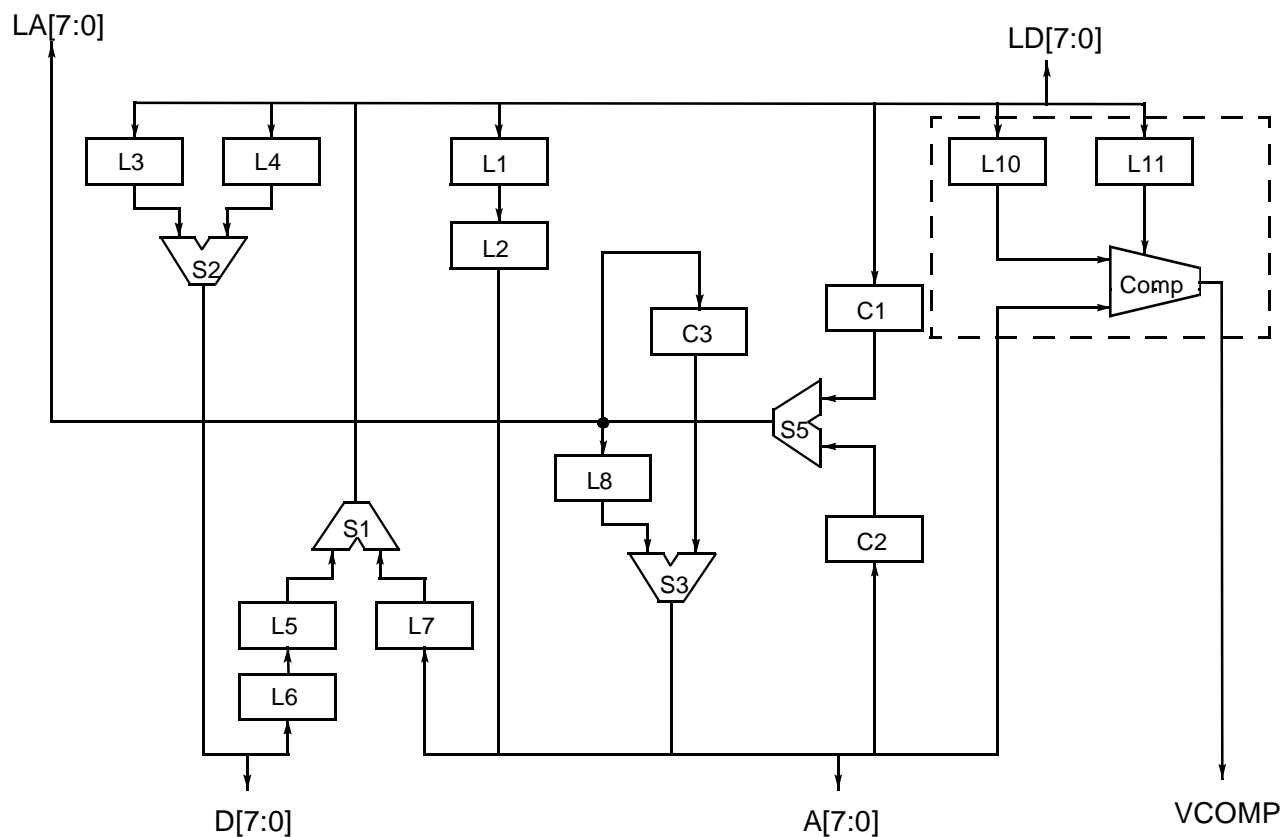 LA[7:0]
LD[7:0]
L3
L4
L1
L10
L11
L2
S2
Comp
C1
C3
S5
L8
S1
C2
S3
L5
L7
L6
D[7:0]
A[7:0]
VCOMP